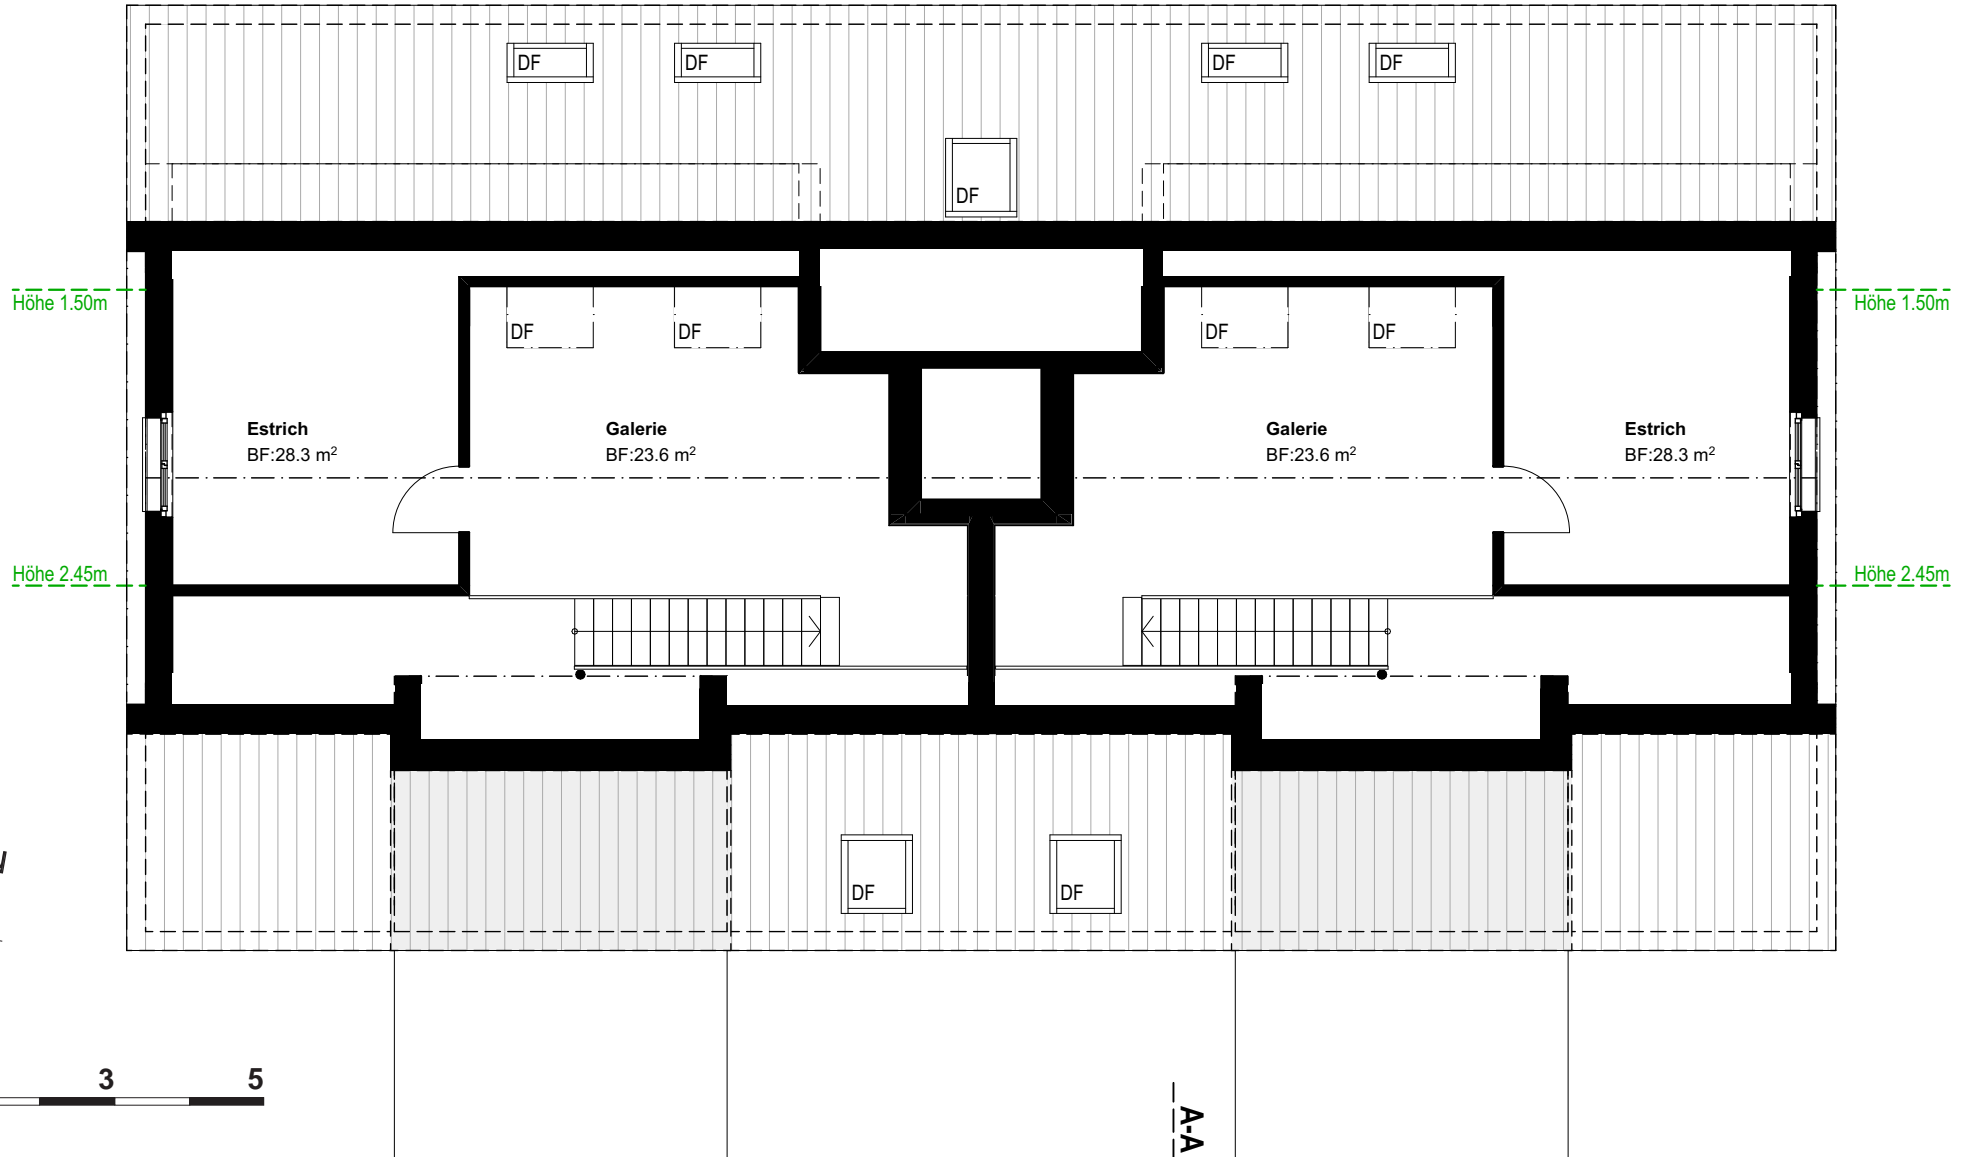 DF
DF
DF
DF
DF
Höhe 1.50m
Höhe 1.50m
DF
DF
DF
DF
Estrich
BF:28.3 m²
Galerie
BF:23.6 m²
Galerie
BF:23.6 m²
Estrich
BF:28.3 m²
Höhe 2.45m
Höhe 2.45m
DF
DF
3
5
A-A